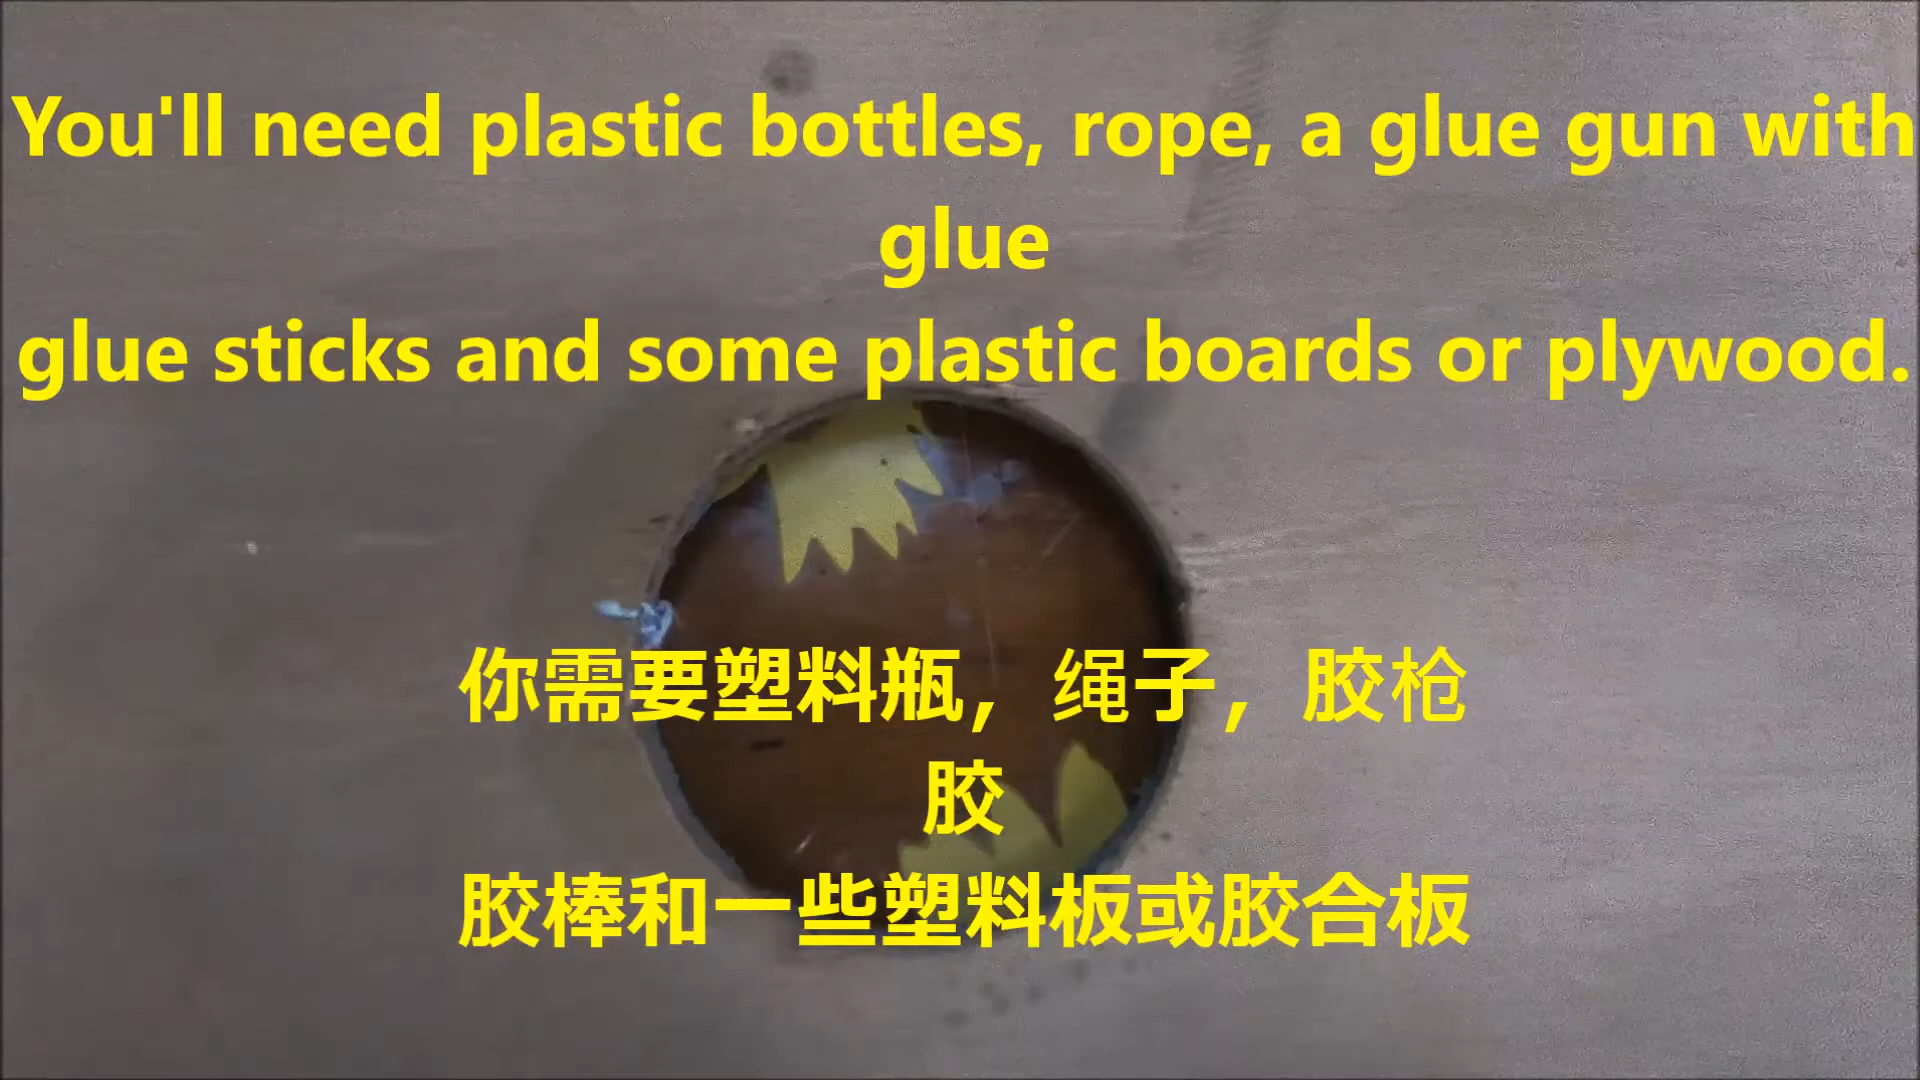 You'll need plastic bottles, rope, a glue gun with
glue
glue sticks and some plastic boards or plywood.
你需要塑料瓶，绳子，胶枪
胶
胶棒和一些塑料板或胶合板